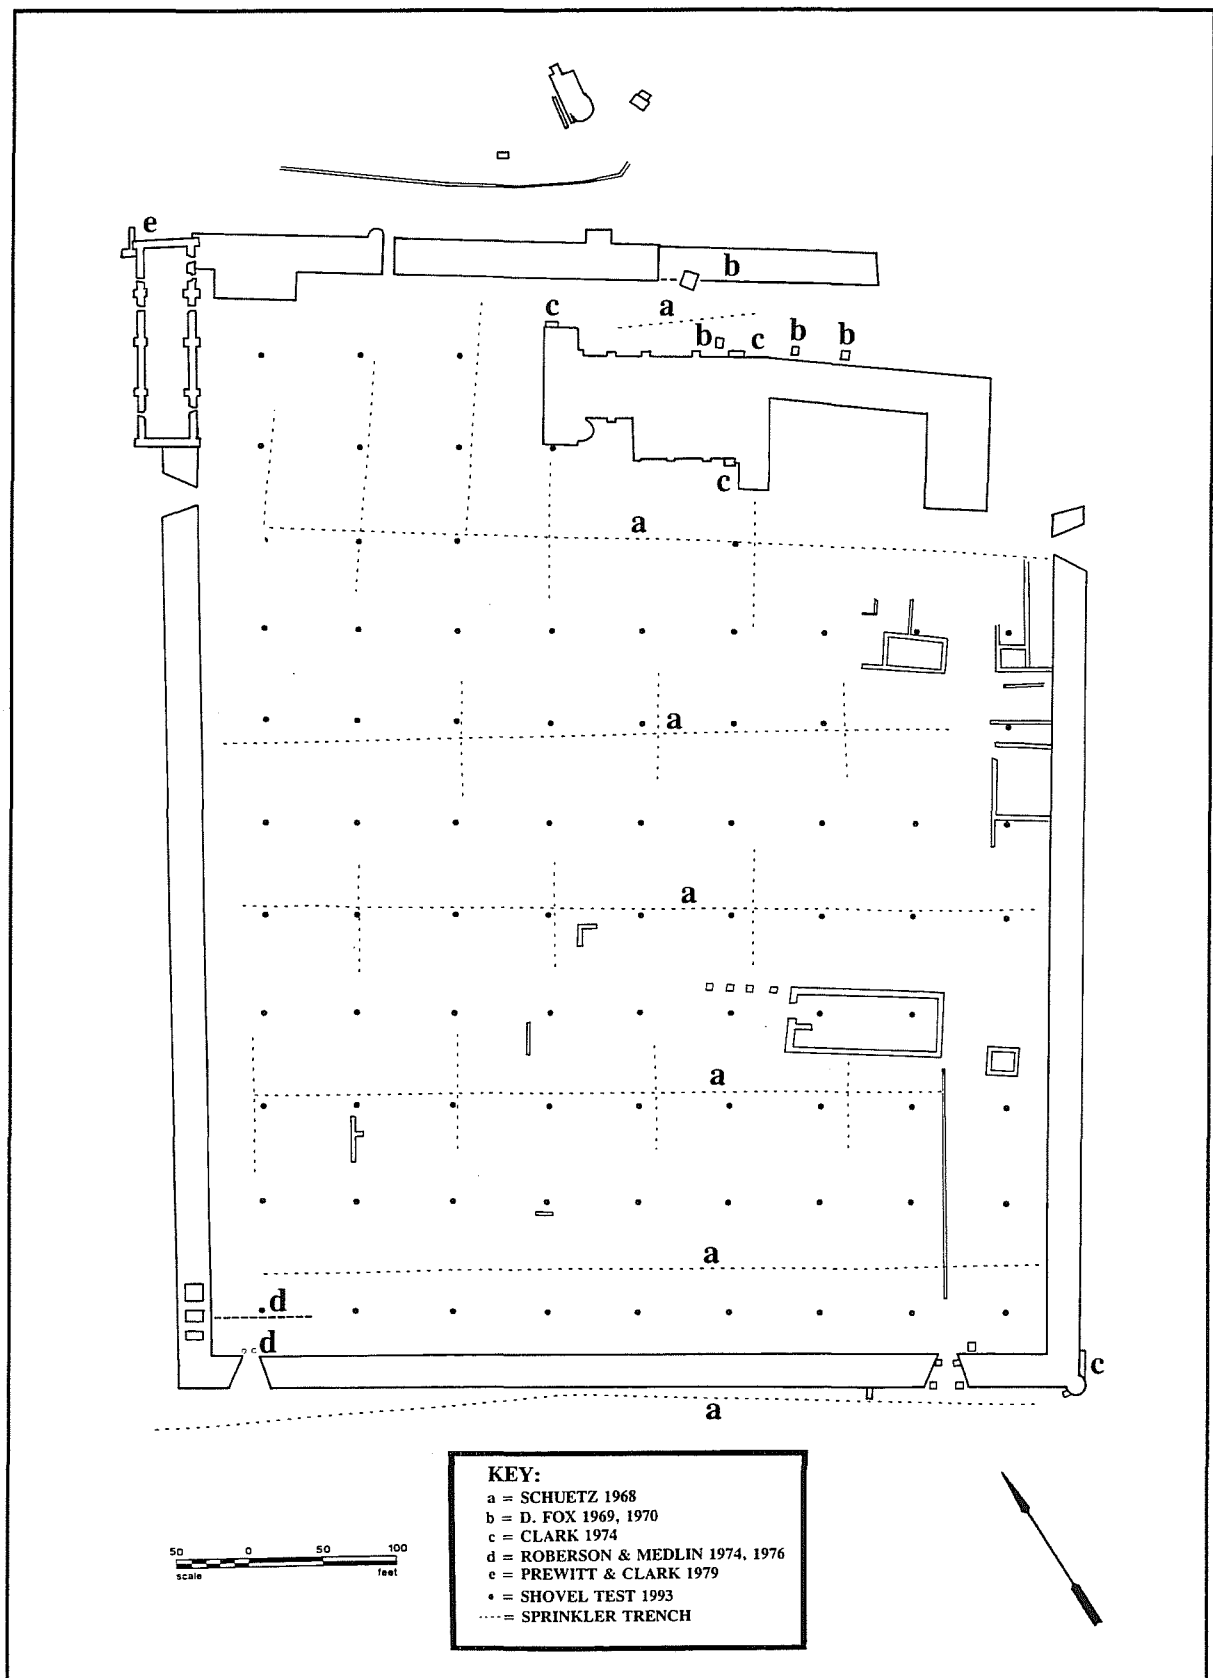 e
b
c
a
b
c
b
b
c
a
a
a
a
a
d
d
c
a
KEY:
a = SCHUETZ 1968
b = D. FOX 1969, 1970
c = CLARK 1974
d = ROBERSON & MEDLIN 1974, 1976
e = PREWITT & CLARK 1979
• = SHOVEL TEST 1993
----= SPRINKLER TRENCH
50 0 50 100
scale feet